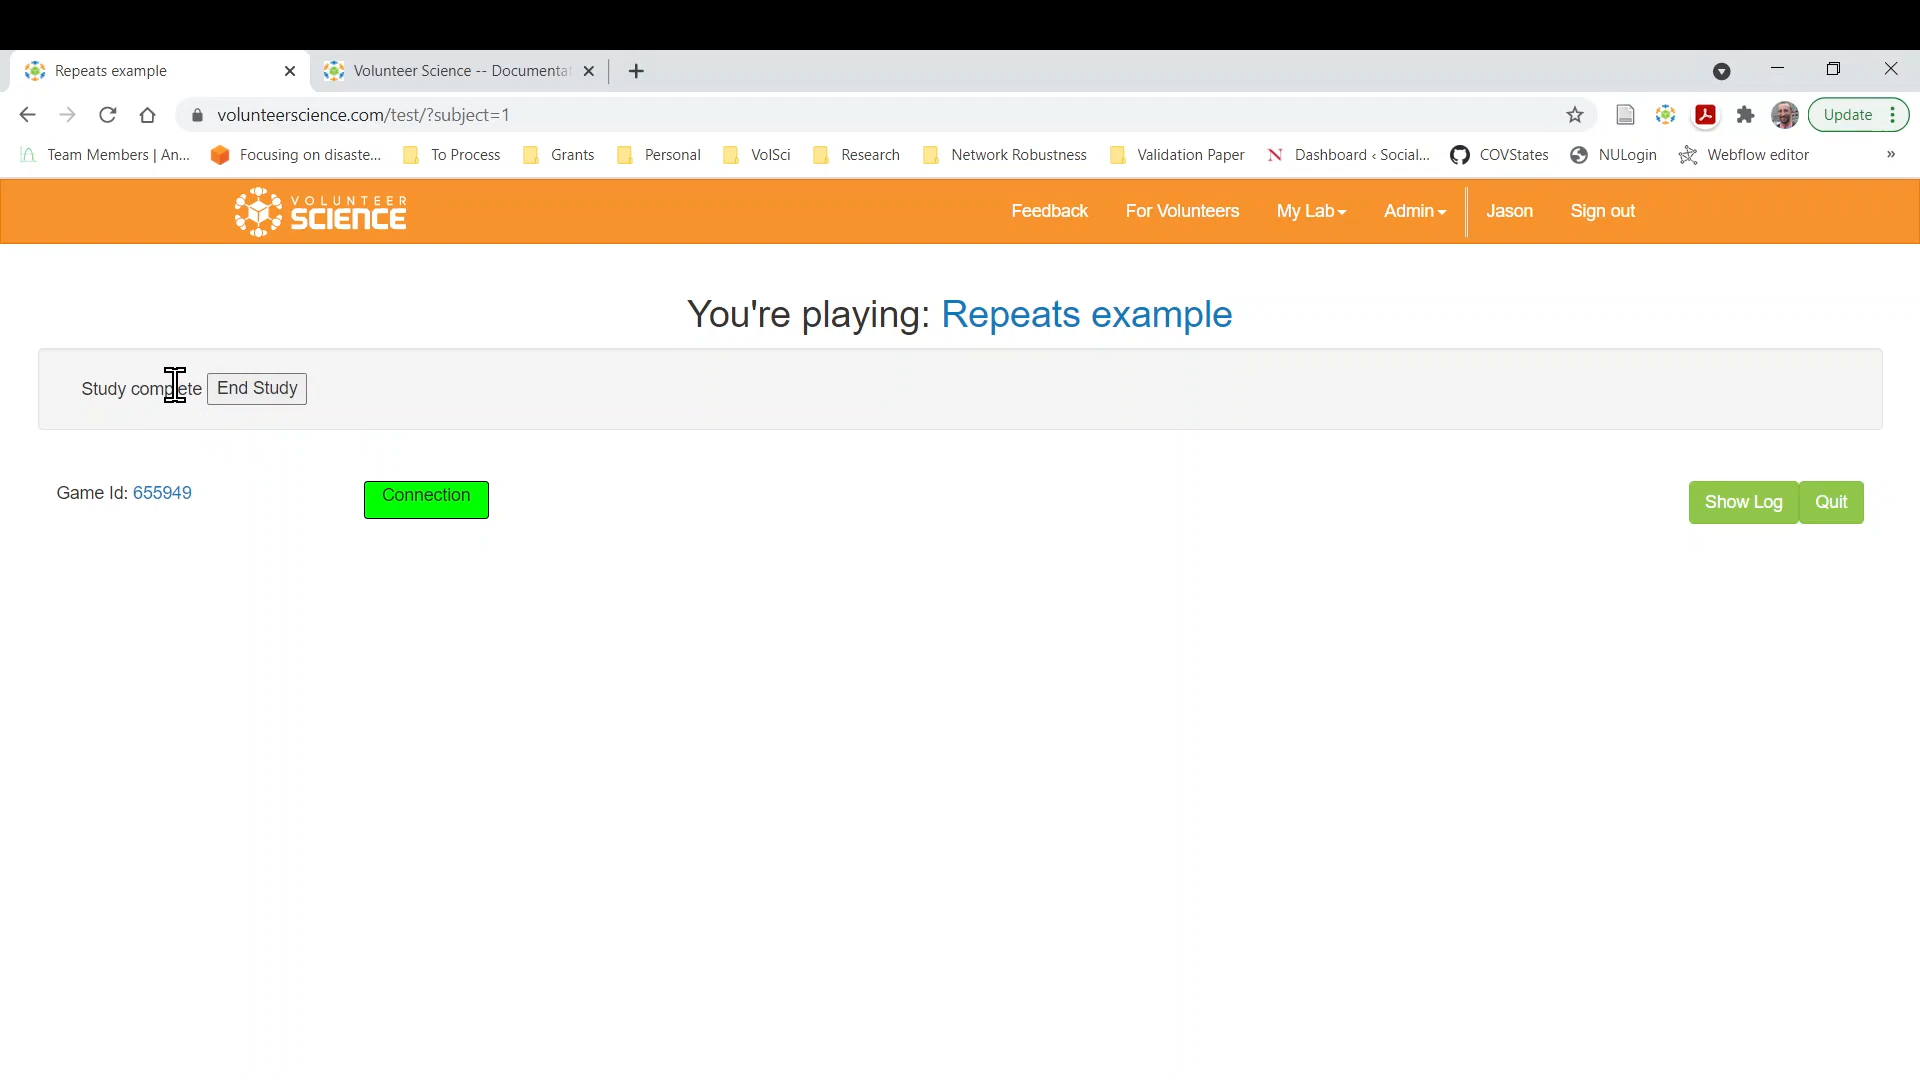 Repeats example
Volunteer Science -- Documentat
volunteerscience.com/test/?subject=1
Update
Team Members | An...
Focusing on disaste...
To Process
Grants
Personal
VolSci
Research
Network Robustness
Validation Paper
Dashboard ‹ Social...
COVStates
NULogin
Webflow editor
»
VOLUNTEER
SCIENCE
Feedback
For Volunteers
My Lab
Admin
Jason
Sign out
You're playing: Repeats example
Study complete End Study
Game Id: 655949
Connection
Show Log
Quit